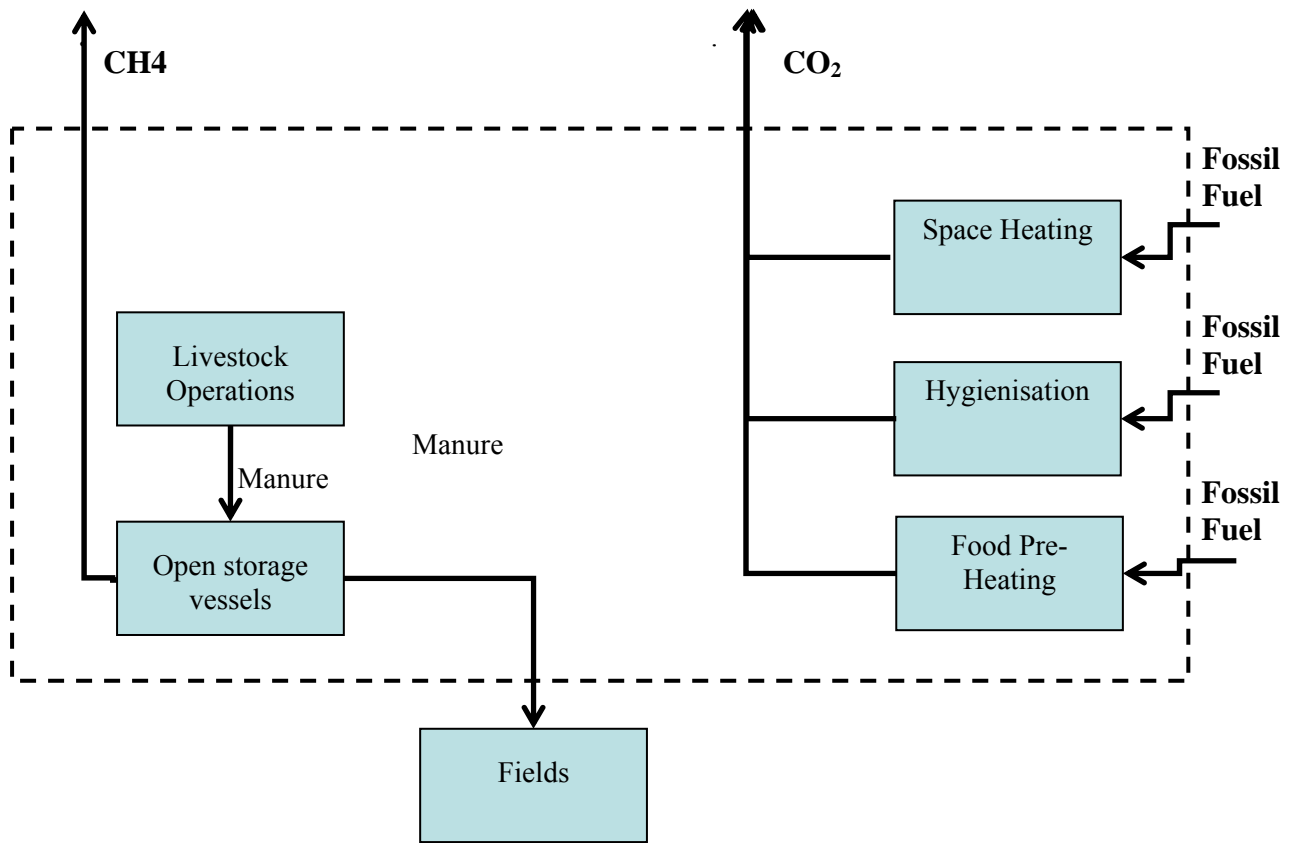 CH4
CO₂
Fossil
Fuel
Space Heating
Fossil
Fuel
Livestock
Operations
Hygienisation
Manure
Manure
Fossil
Fuel
Open storage
vessels
Food Pre-
Heating
Fields